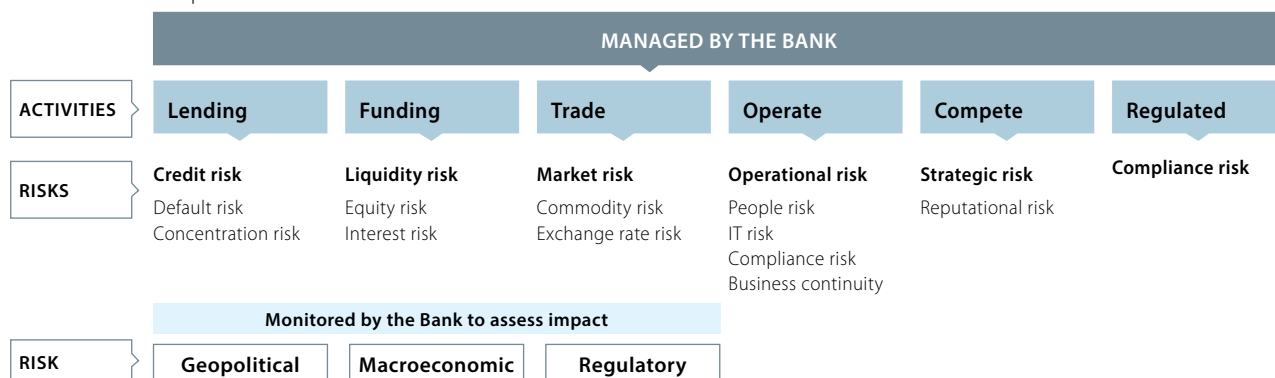 MANAGED BY THE BANK
ACTIVITIES
Lending
Funding
Trade
Operate
Compete
Regulated
RISKS
Credit risk
Default risk
Concentration risk
Liquidity risk
Equity risk
Interest risk
Market risk
Commodity risk
Exchange rate risk
Operational risk
People risk
IT risk
Compliance risk
Business continuity
Strategic risk
Reputational risk
Compliance risk
Monitored by the Bank to assess impact
RISK
Geopolitical
Macroeconomic
Regulatory